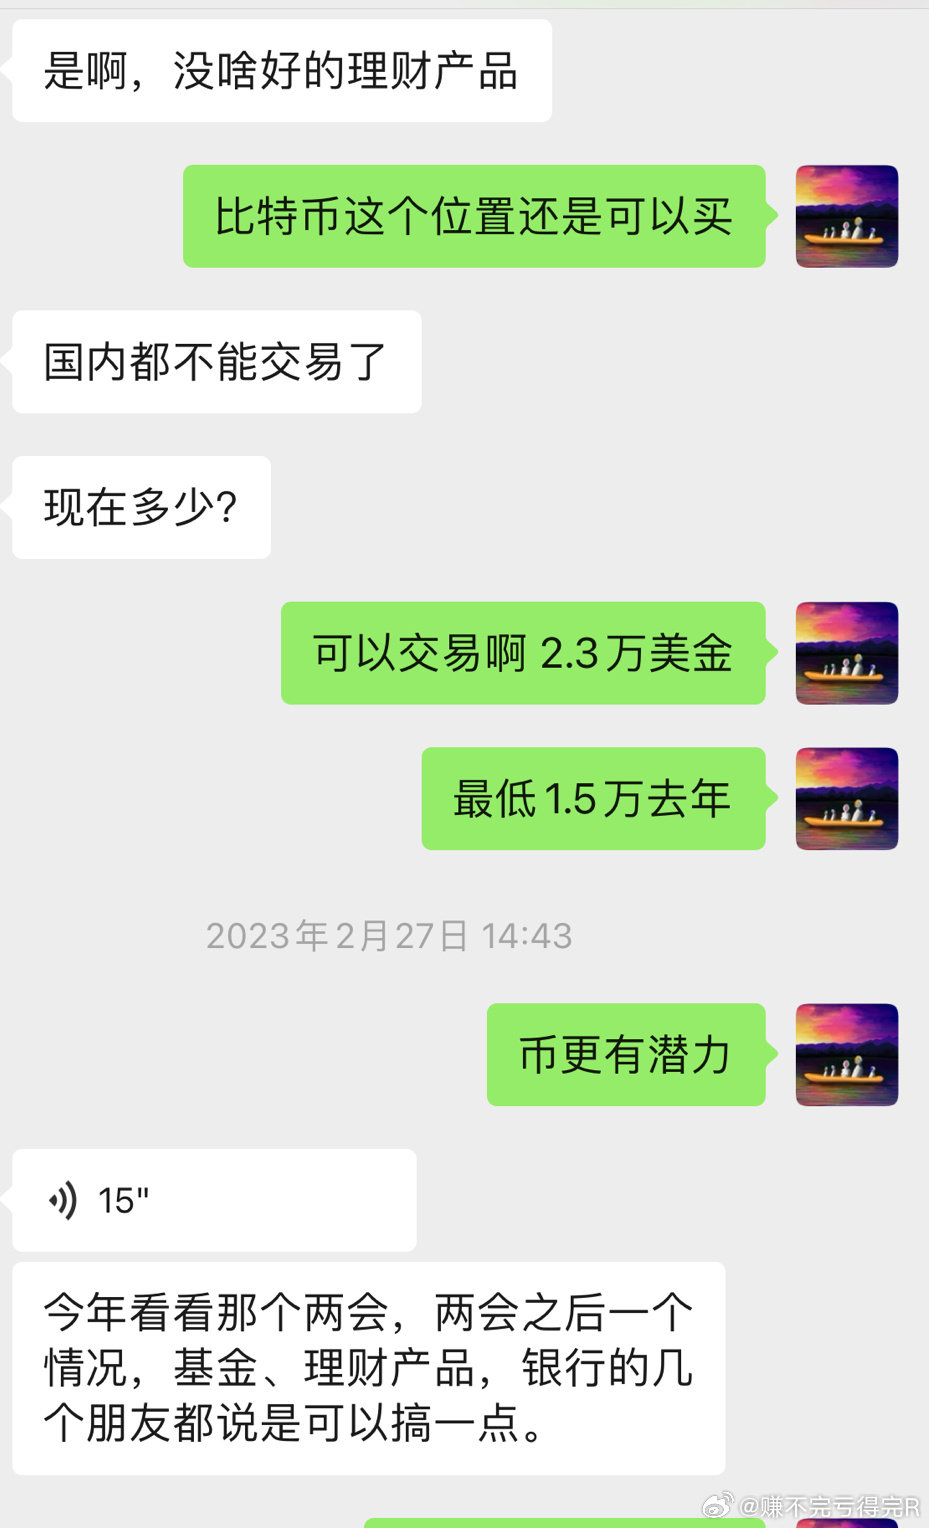 是啊，没啥好的理财产品
比特币这个位置还是可以买
国内都不能交易了
现在多少？
可以交易啊 2.3万美金
最低1.5万去年
2023年2月27日 14:43
币更有潜力
15"
今年看看那个两会，两会之后一个
情况，基金、理财产品，银行的几
个朋友都说是可以搞一点。
@赚不完亏得完R